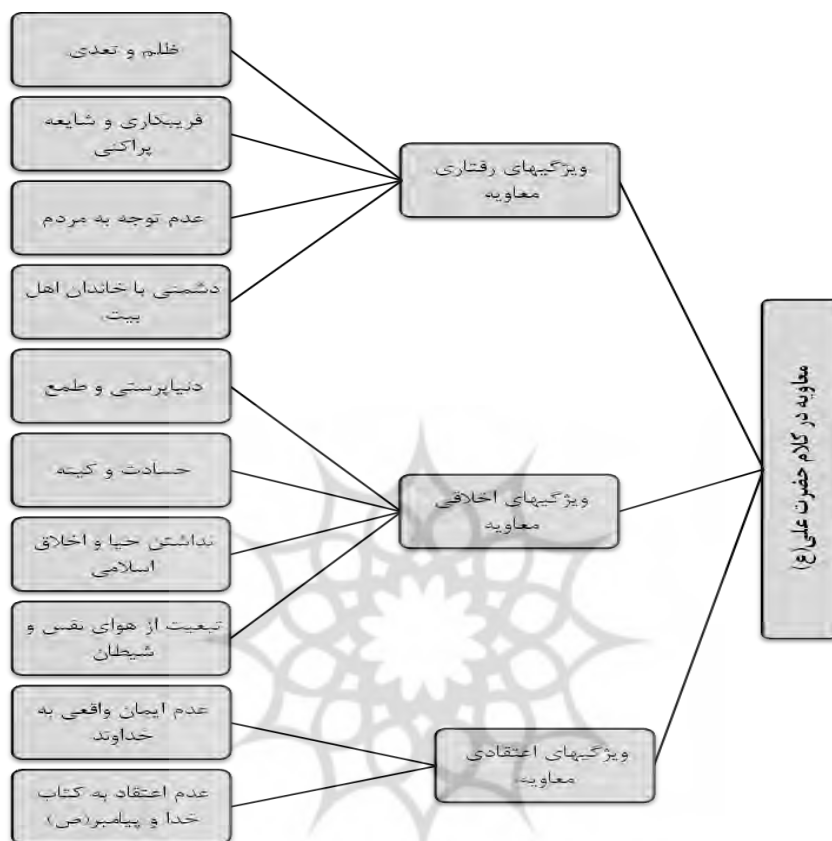 معاویه در کلام حضرت علی(ع)
ویژگیهای رفتاری
معاویه
ظلم و تعدی
فریبکاری و شایعه
پراکنی
عدم توجه به مردم
دشمنی با خاندان اهل
بیت
ویژگیهای اخلاقی
معاویه
دنیاپرستی و طمع
حسادت و کینه
نداشتن حیا و اخلاق
اسلامی
تبعیت از هوای نفس و
شیطان
ویژگیهای اعتقادی
معاویه
عدم ایمان واقعی به
خداوند
عدم اعتقاد به کتاب
خدا و پیامبر(ص)